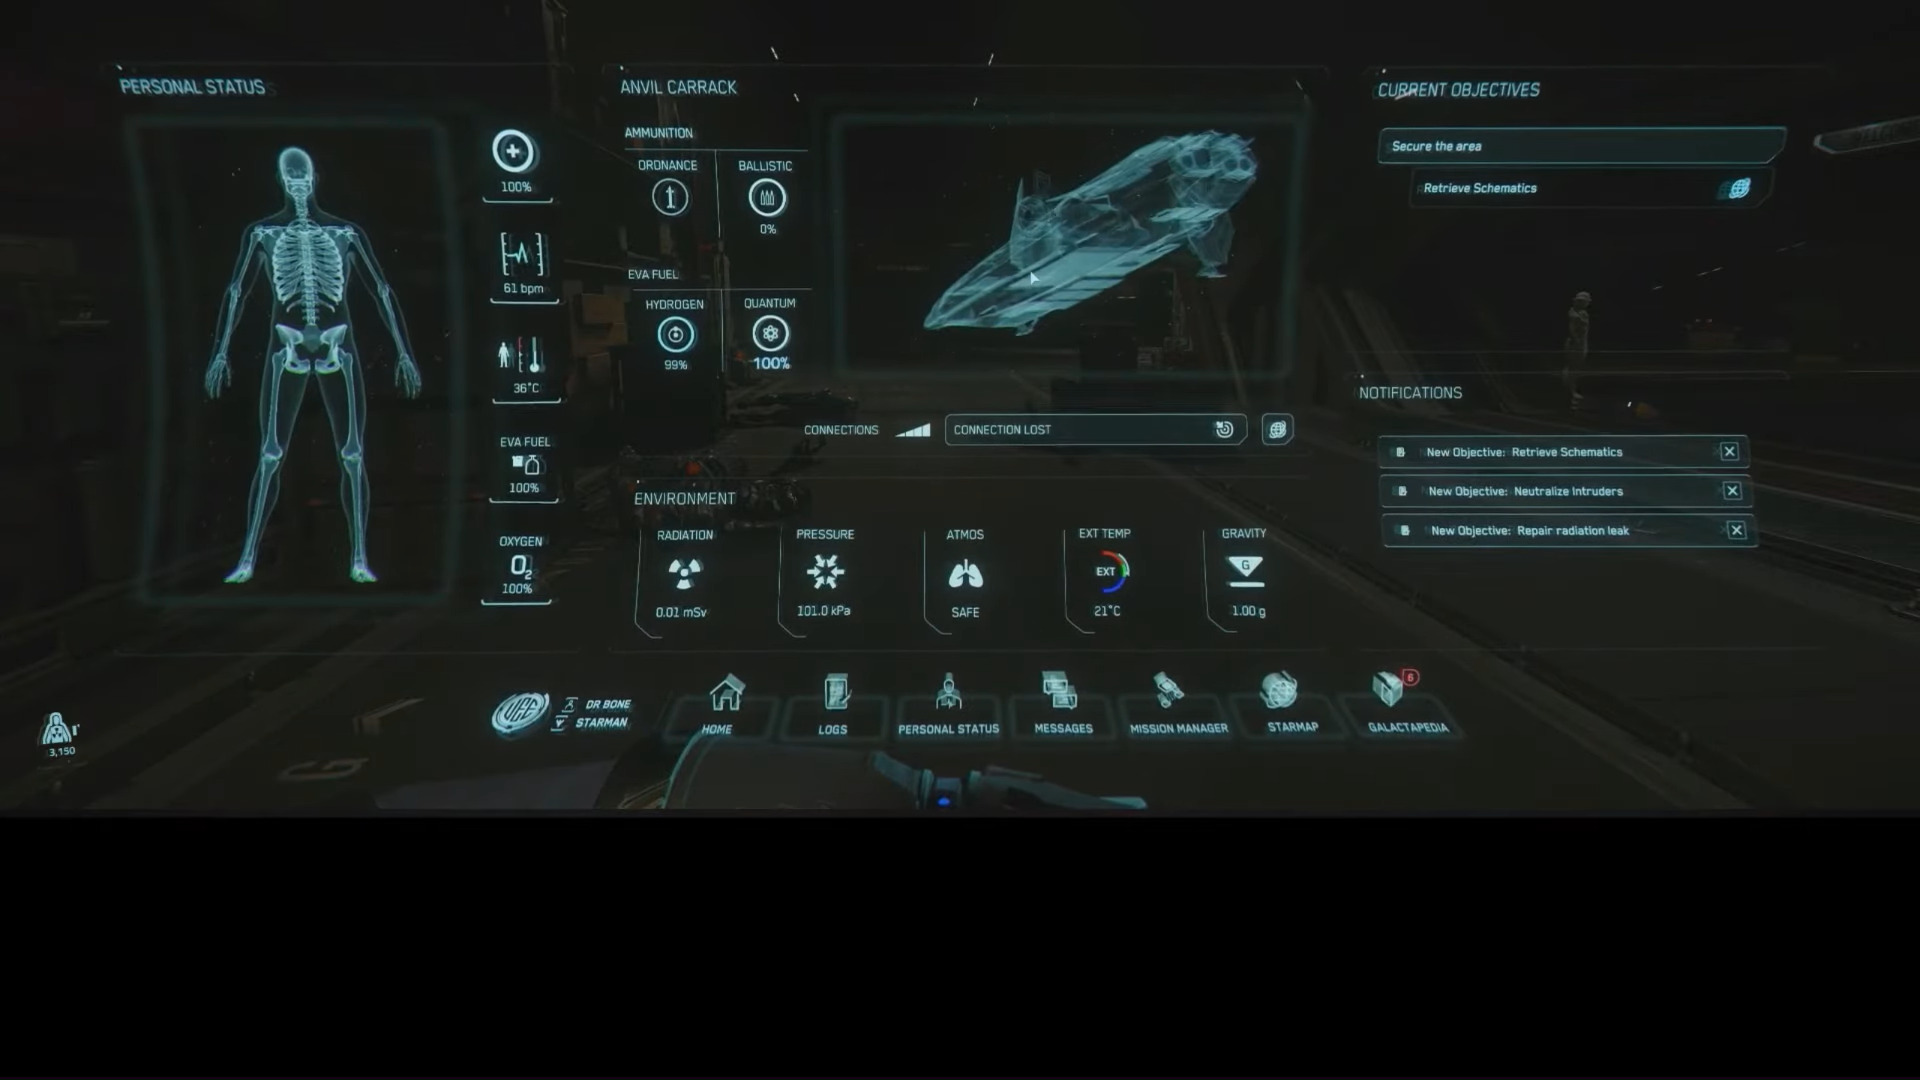 PERSONAL STATUS
100%
61 bpm
36°C
EVA FUEL
100%
OXYGEN
O2
100%
ANVIL CARRACK
AMMUNITION
ORDNANCE
BALLISTIC
0%
EVA FUEL
HYDROGEN
QUANTUM
99%
100%
CONNECTIONS
CONNECTION LOST
ENVIRONMENT
RADIATION
PRESSURE
ATMOS
EXT TEMP
GRAVITY
EXT
G
0.01 mSv
101.0 kPa
SAFE
21°C
1.00 g
CURRENT OBJECTIVES
Secure the area
Retrieve Schematics
NOTIFICATIONS
New Objective: Retrieve Schematics
New Objective: Neutralize Intruders
New Objective: Repair radiation leak
3,150
UEE
DR BONE
STARMAN
HOME
LOGS
PERSONAL STATUS
MESSAGES
MISSION MANAGER
STARMAP
6
GALACTAPEDIA